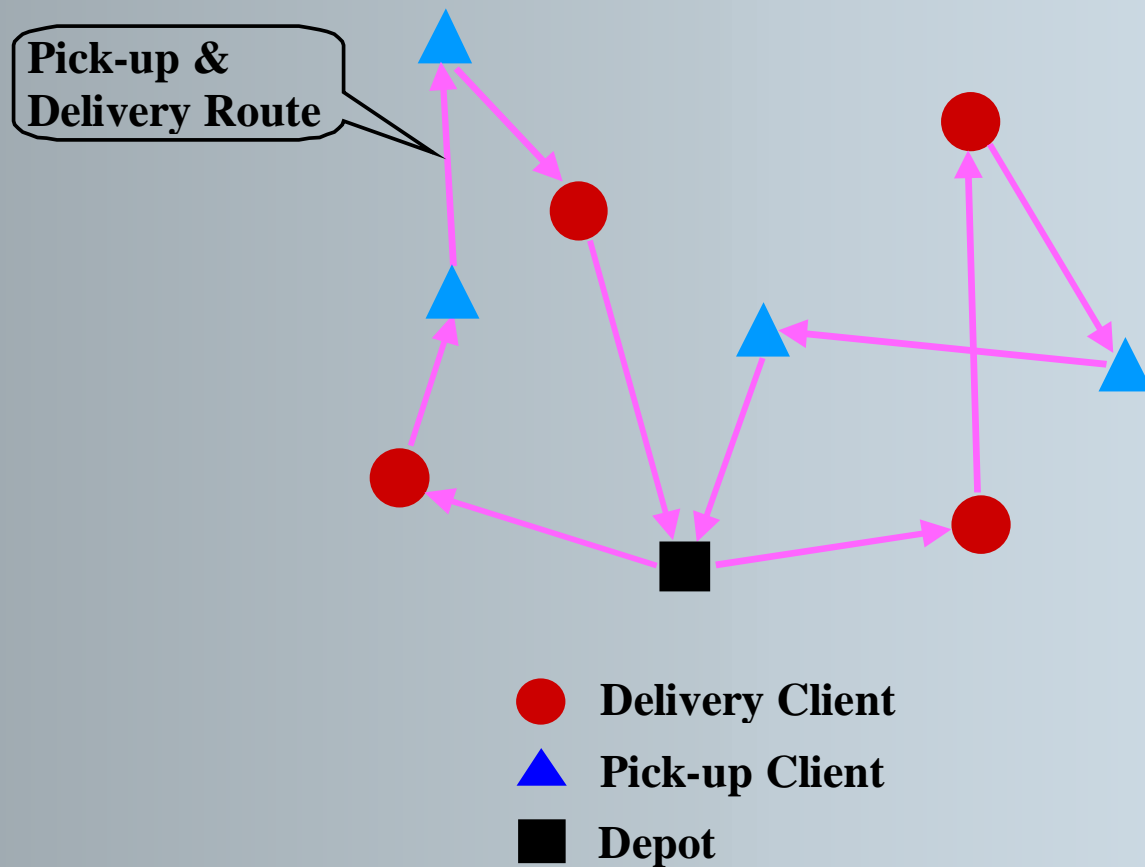 Pick-up &
Delivery Route
Delivery Client
Pick-up Client
Depot